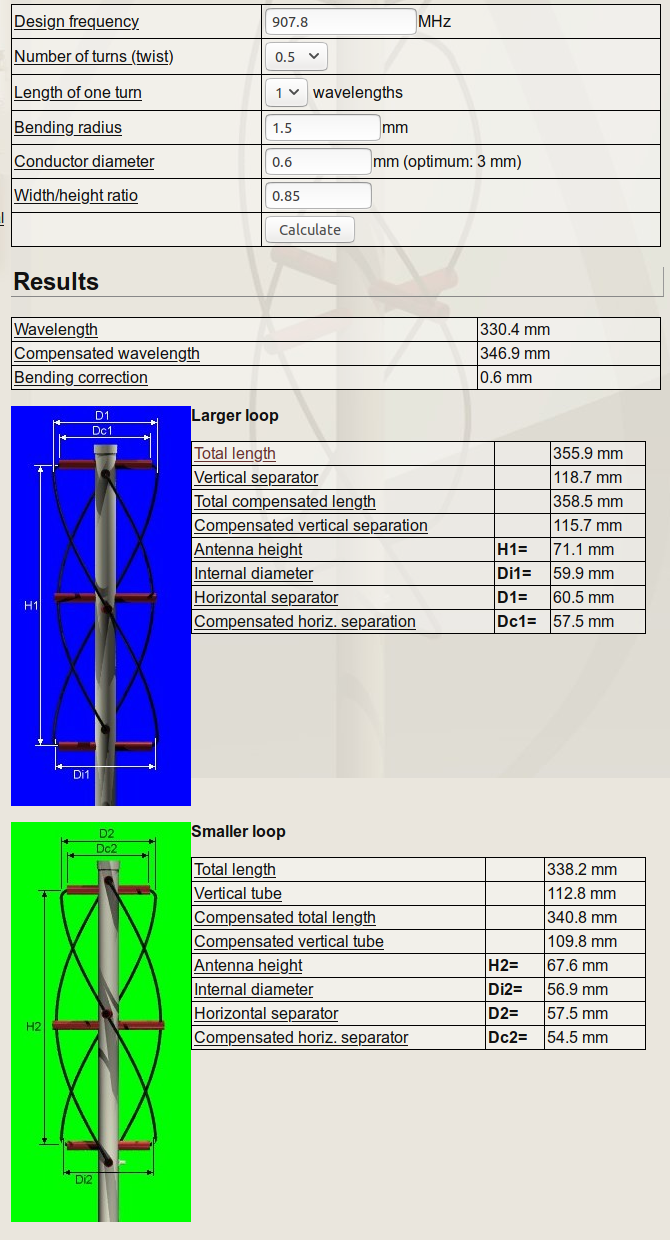 Design frequency 907.8 MHz
Number of turns (twist) 0.5
Length of one turn 1 wavelengths
Bending radius 1.5 mm
Conductor diameter 0.6 mm (optimum: 3 mm)
Width/height ratio 0.85
l
Calculate
Results
Wavelength 330.4 mm
Compensated wavelength 346.9 mm
Bending correction 0.6 mm
D1
Dc1
H1
Di1
Larger loop
Total length 355.9 mm
Vertical separator 118.7 mm
Total compensated length 358.5 mm
Compensated vertical separation 115.7 mm
Antenna height H1= 71.1 mm
Internal diameter Di1= 59.9 mm
Horizontal separator D1= 60.5 mm
Compensated horiz. separation Dc1= 57.5 mm
D2
Dc2
H2
Di2
Smaller loop
Total length 338.2 mm
Vertical tube 112.8 mm
Compensated total length 340.8 mm
Compensated vertical tube 109.8 mm
Antenna height H2= 67.6 mm
Internal diameter Di2= 56.9 mm
Horizontal separator D2= 57.5 mm
Compensated horiz. separator Dc2= 54.5 mm